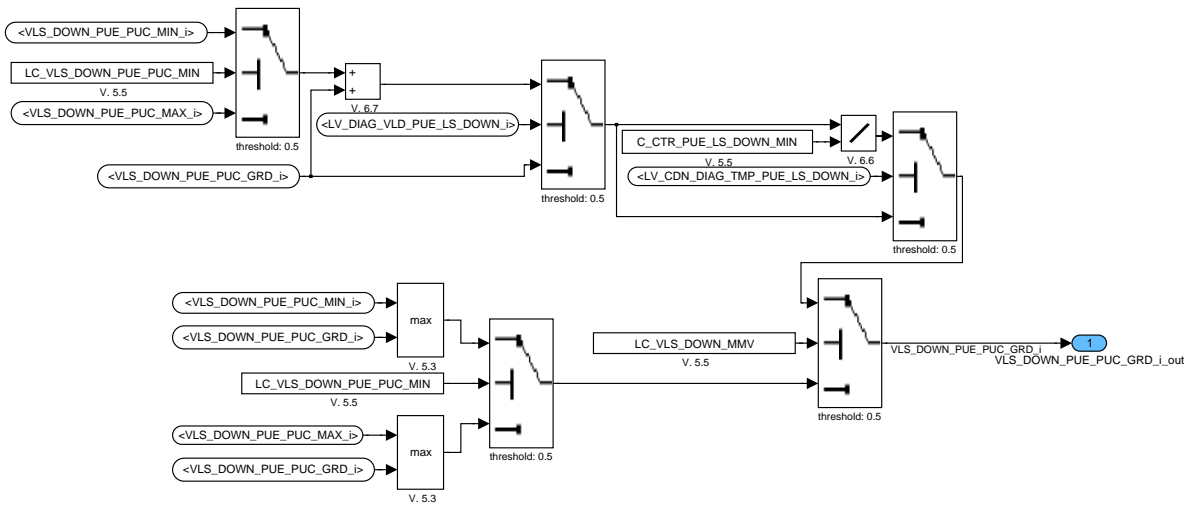 <VLS_DOWN_PUE_PUC_MIN_i>
LC_VLS_DOWN_PUE_PUC_MIN
V. 5.5
<VLS_DOWN_PUE_PUC_MAX_i>
threshold: 0.5
+
+
V. 6.7
<LV_DIAG_VLD_PUE_LS_DOWN_i>
<VLS_DOWN_PUE_PUC_GRD_i>
threshold: 0.5
C_CTR_PUE_LS_DOWN_MIN
V. 5.5
V. 6.6
<LV_CDN_DIAG_TMP_PUE_LS_DOWN_i>
threshold: 0.5
<VLS_DOWN_PUE_PUC_MIN_i>
<VLS_DOWN_PUE_PUC_GRD_i>
max
V. 5.3
LC_VLS_DOWN_PUE_PUC_MIN
V. 5.5
<VLS_DOWN_PUE_PUC_MAX_i>
<VLS_DOWN_PUE_PUC_GRD_i>
max
V. 5.3
threshold: 0.5
LC_VLS_DOWN_MMV
V. 5.5
threshold: 0.5
VLS_DOWN_PUE_PUC_GRD_i
1
VLS_DOWN_PUE_PUC_GRD_i_out